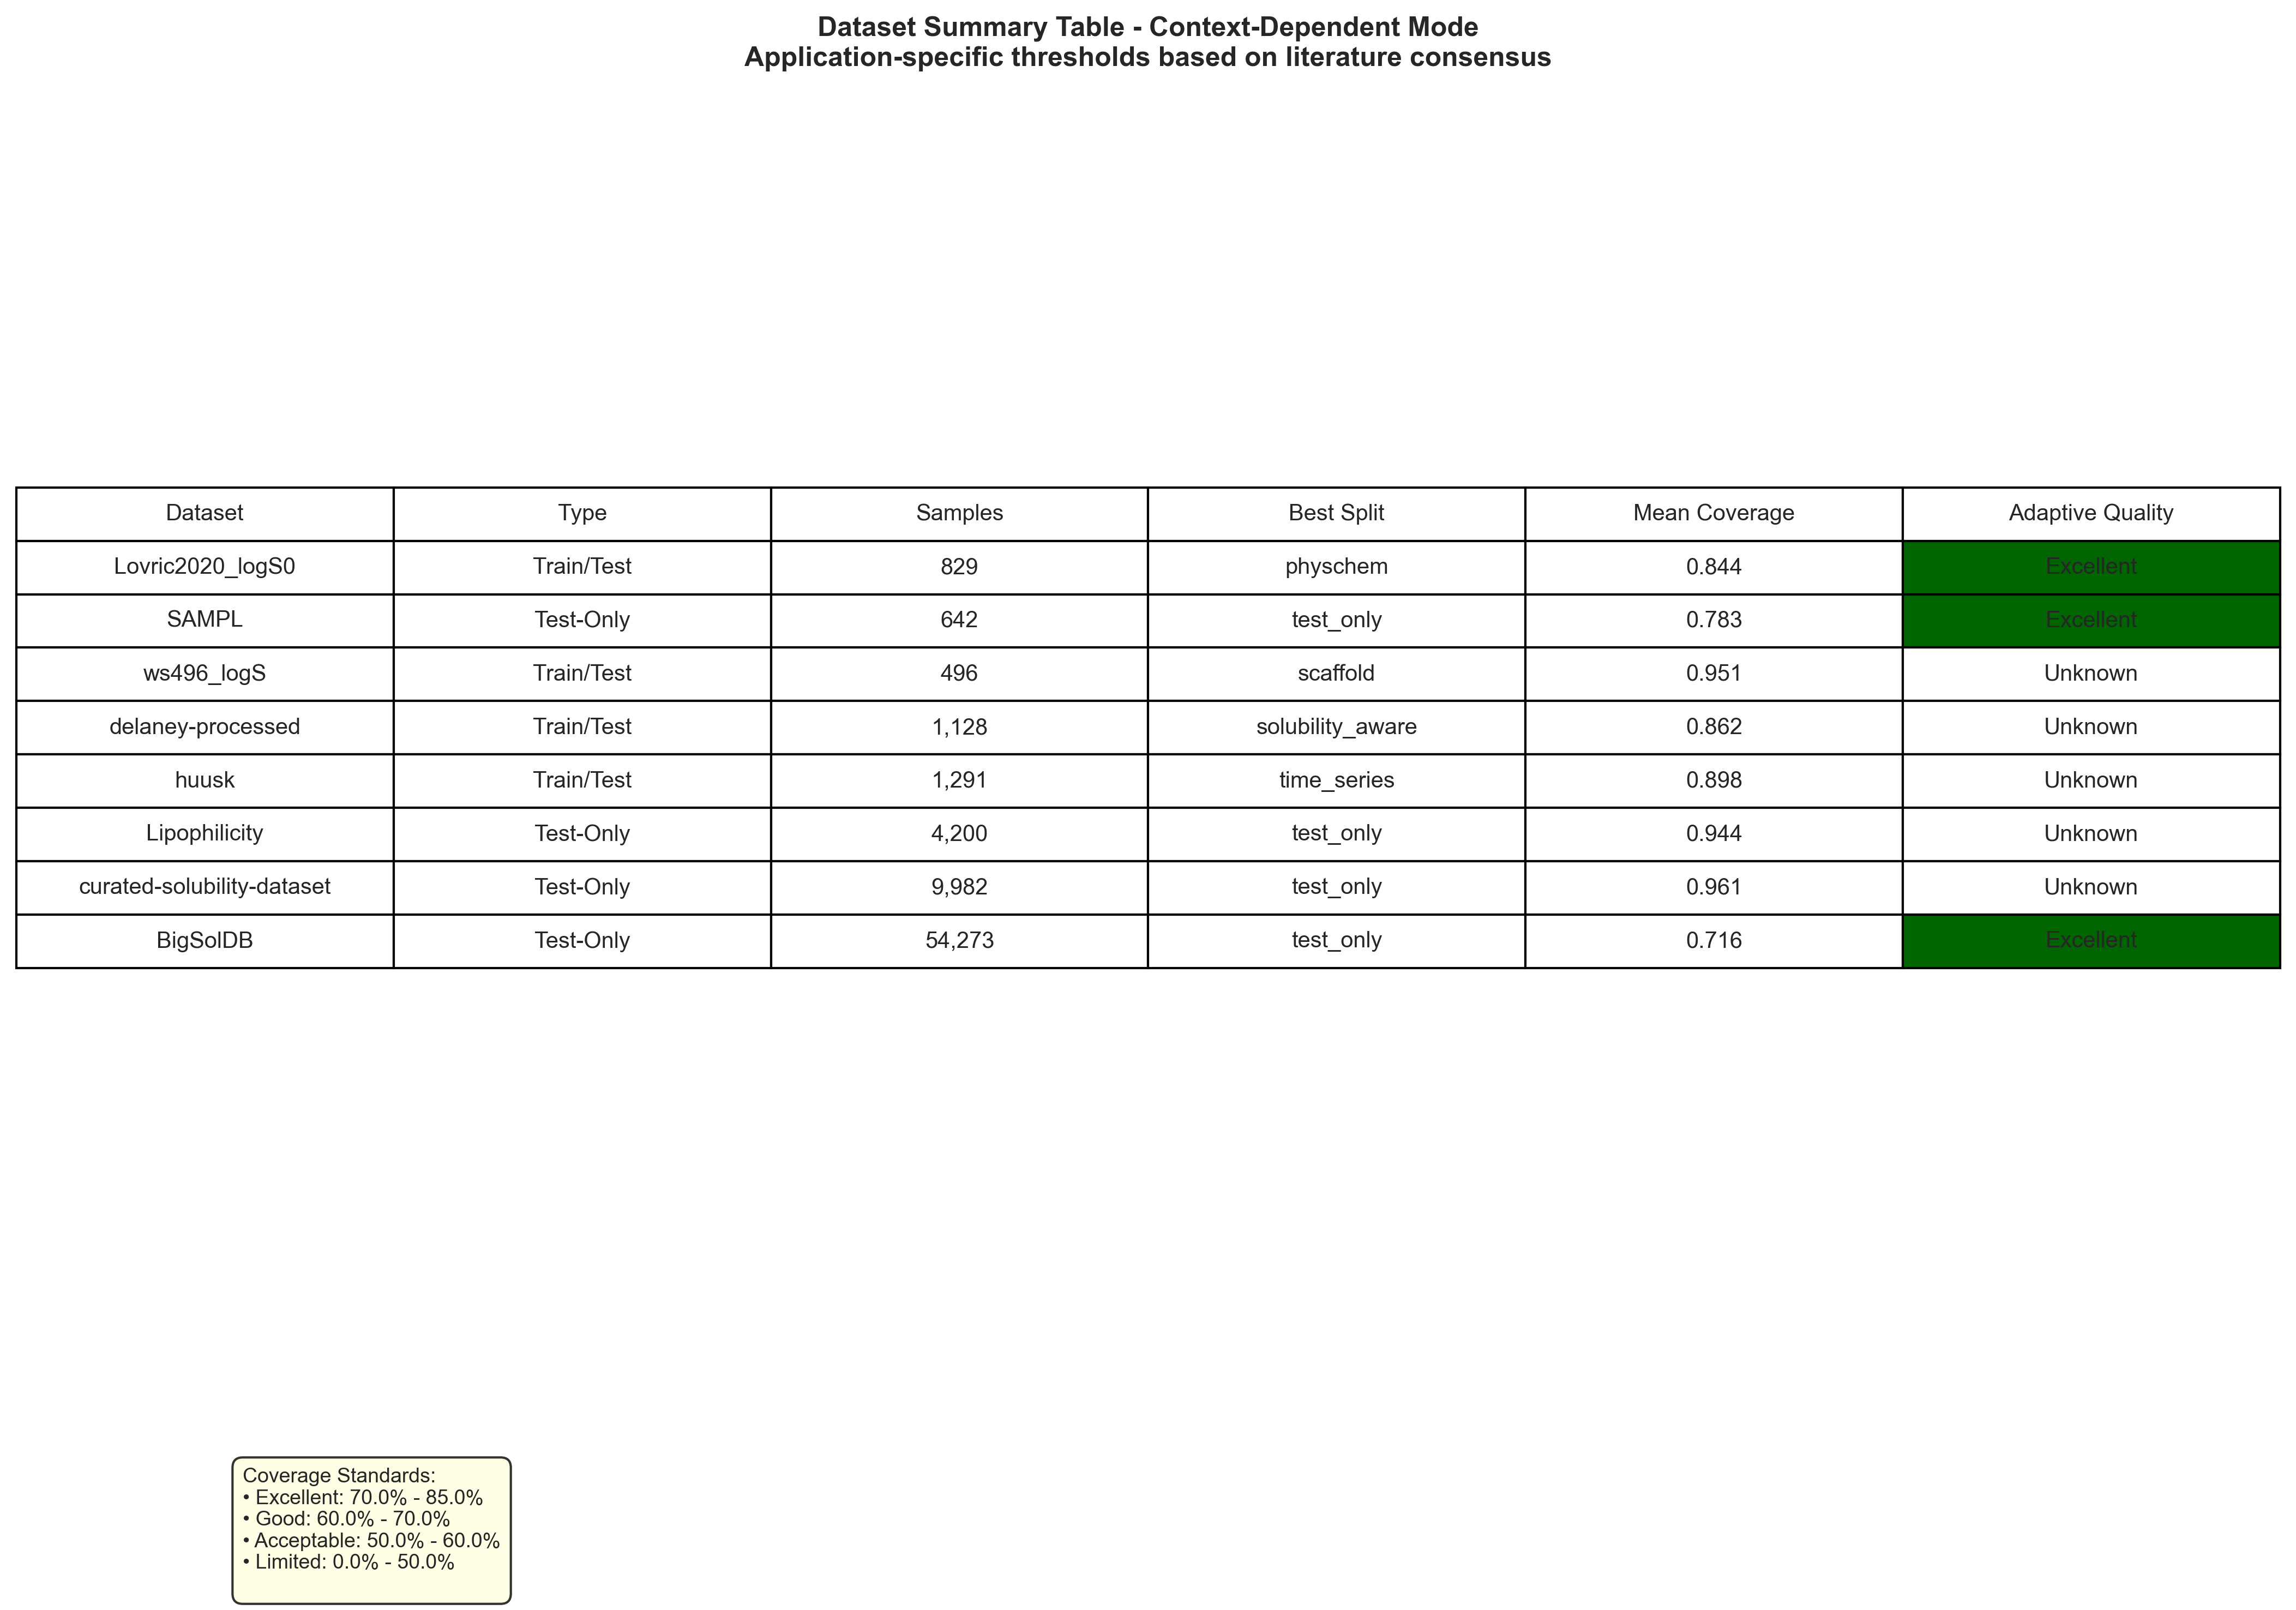 Dataset Summary Table - Context-Dependent Mode
Application-specific thresholds based on literature consensus
Dataset Type Samples Best Split Mean Coverage Adaptive Quality
Lovric2020_logS0 Train/Test 829 physchem 0.844 Excellent
SAMPL Test-Only 642 test_only 0.783 Excellent
ws496_logS Train/Test 496 scaffold 0.951 Unknown
delaney-processed Train/Test 1,128 solubility_aware 0.862 Unknown
huusk Train/Test 1,291 time_series 0.898 Unknown
Lipophilicity Test-Only 4,200 test_only 0.944 Unknown
curated-solubility-dataset Test-Only 9,982 test_only 0.961 Unknown
BigSolDB Test-Only 54,273 test_only 0.716 Excellent
Coverage Standards:
• Excellent: 70.0% - 85.0%
• Good: 60.0% - 70.0%
• Acceptable: 50.0% - 60.0%
• Limited: 0.0% - 50.0%